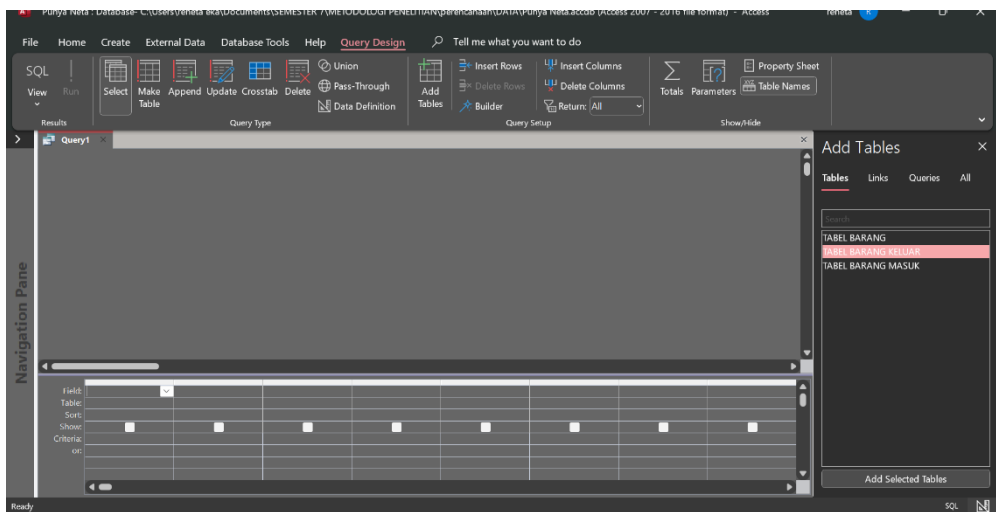 Punya Neta : Database- C:\Users\reneta eka\Documents\SEMESTER 7\METODOLOGI PENELITIAN\perencanaan\DATA\Punya Neta.accdb (Access 2007 - 2016 file format) - Access reneta R
File Home Create External Data Database Tools Help Query Design Tell me what you want to do
SQL View Run Select Make Table Append Update Crosstab Delete Union Pass-Through Data Definition Add Tables Insert Rows Delete Rows Builder Insert Columns Delete Columns Return: All Totals Parameters Property Sheet Table Names
Results Query Type Query Setup Show/Hide
Query1
Navigation Pane
Field:
Table:
Sort:
Show:
Criteria:
or:
Add Tables
Tables Links Queries All
Search
TABEL BARANG
TABEL BARANG KELUAR
TABEL BARANG MASUK
Add Selected Tables
Ready SQL